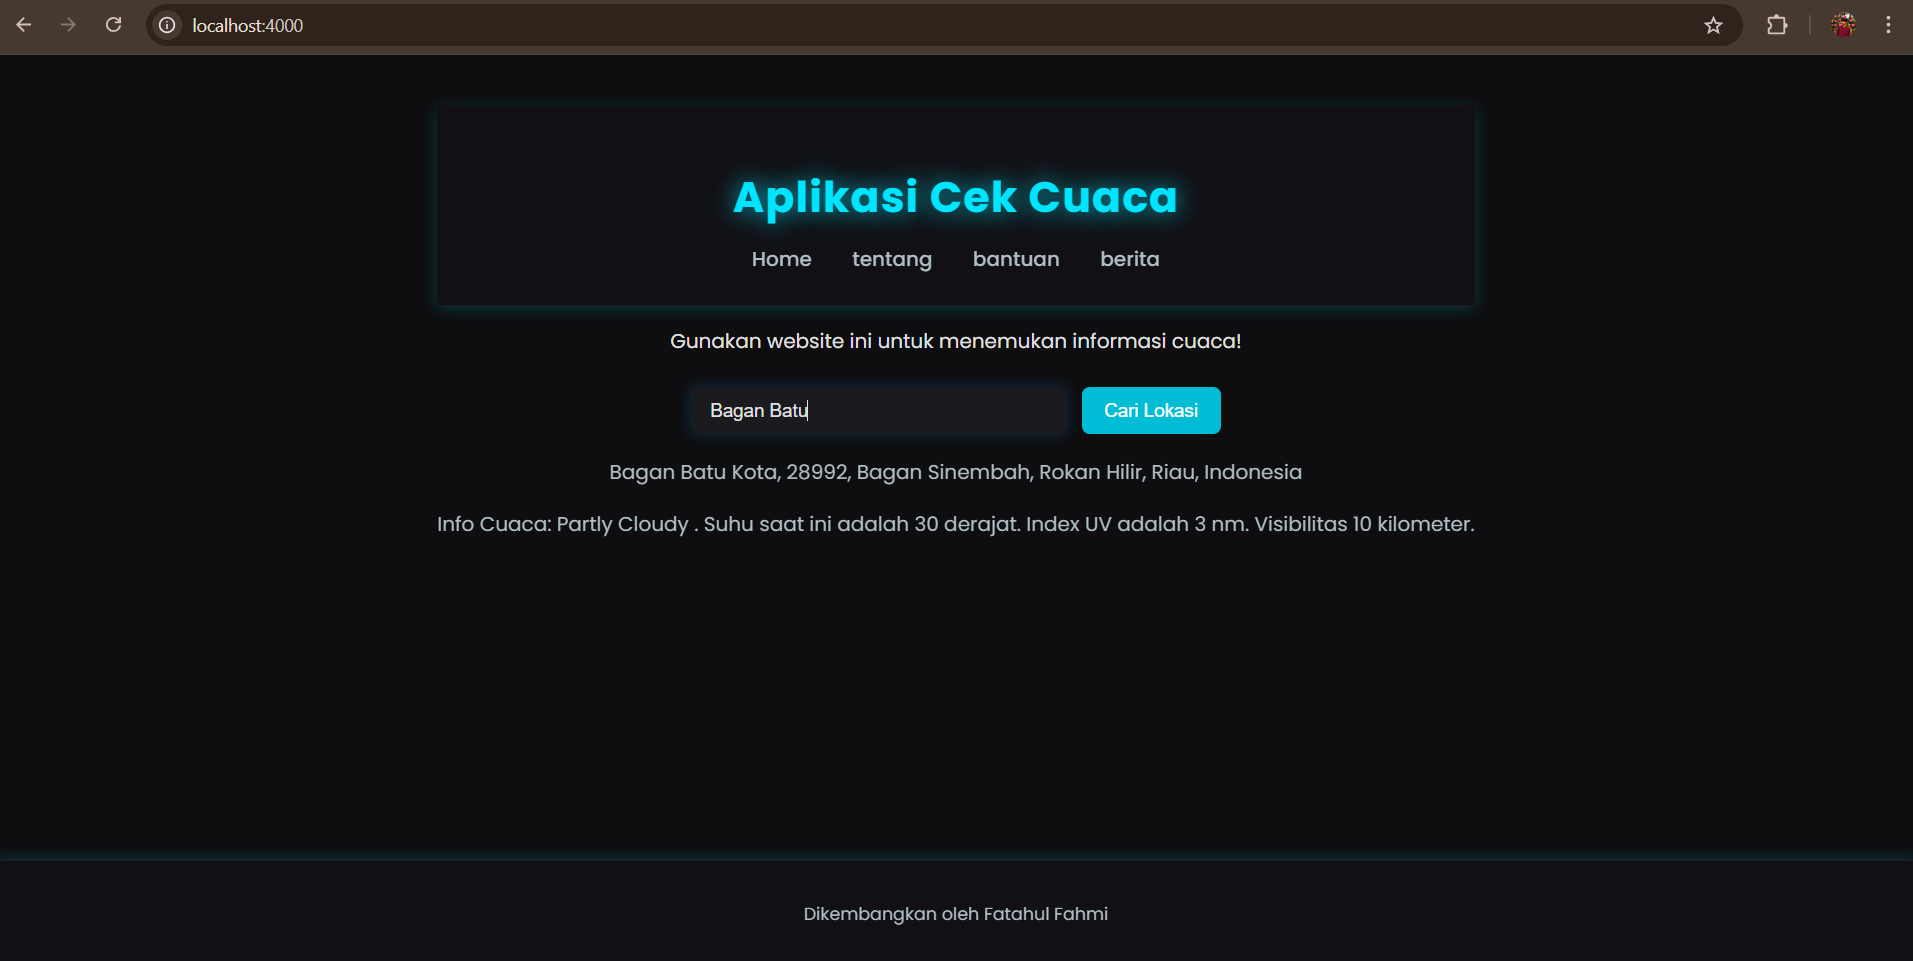 localhost:4000
Aplikasi Cek Cuaca
Home tentang bantuan berita
Gunakan website ini untuk menemukan informasi cuaca!
Bagan Batu Cari Lokasi
Bagan Batu Kota, 28992, Bagan Sinembah, Rokan Hilir, Riau, Indonesia
Info Cuaca: Partly Cloudy . Suhu saat ini adalah 30 derajat. Index UV adalah 3 nm. Visibilitas 10 kilometer.
Dikembangkan oleh Fatahul Fahmi